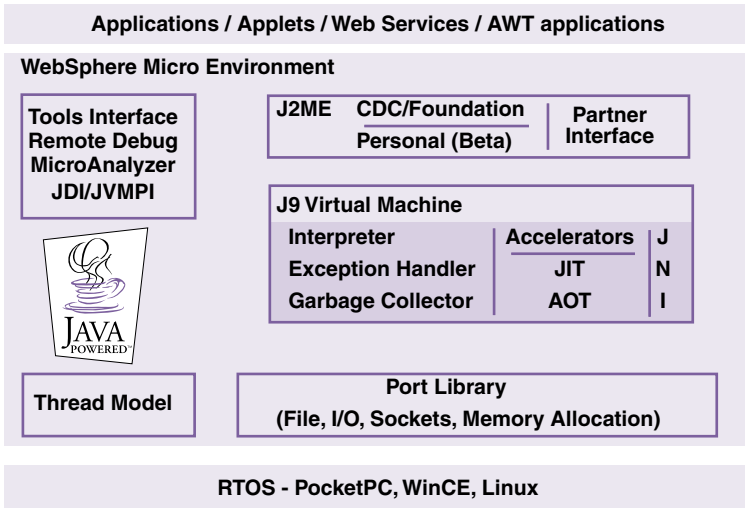 Applications / Applets / Web Services / AWT applications
WebSphere Micro Environment
Tools Interface
Remote Debug
MicroAnalyzer
JDI/JVMPI
J2ME CDC/Foundation
Personal (Beta)
Partner
Interface
J9 Virtual Machine
Interpreter
Exception Handler
Garbage Collector
Accelerators
JIT
AOT
J
N
I
JAVA
POWERED™
Thread Model
Port Library
(File, I/O, Sockets, Memory Allocation)
RTOS - PocketPC, WinCE, Linux